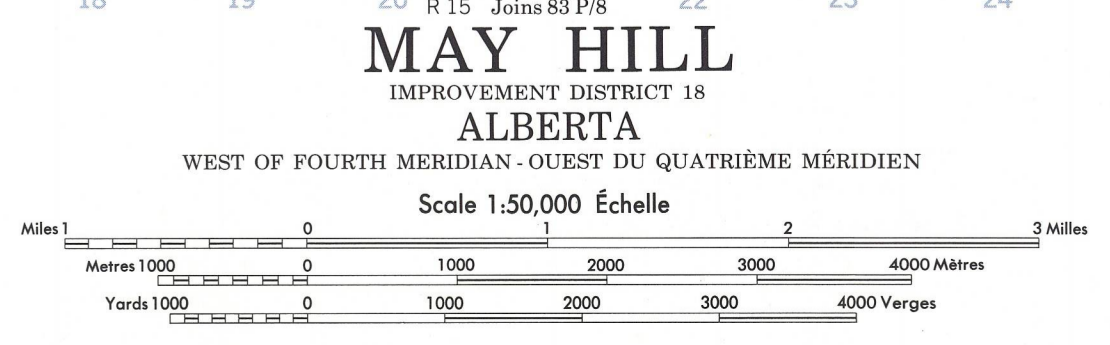 18 19 20 22 23 24
R 15 Joins 83 P/8
MAY HILL
IMPROVEMENT DISTRICT 18
ALBERTA
WEST OF FOURTH MERIDIAN - OUEST DU QUATRIÈME MÉRIDIEN
Scale 1:50,000 Échelle
Miles 1 0 1 2 3 Milles
Metres 1000 0 1000 2000 3000 4000 Mètres
Yards 1000 0 1000 2000 3000 4000 Verges